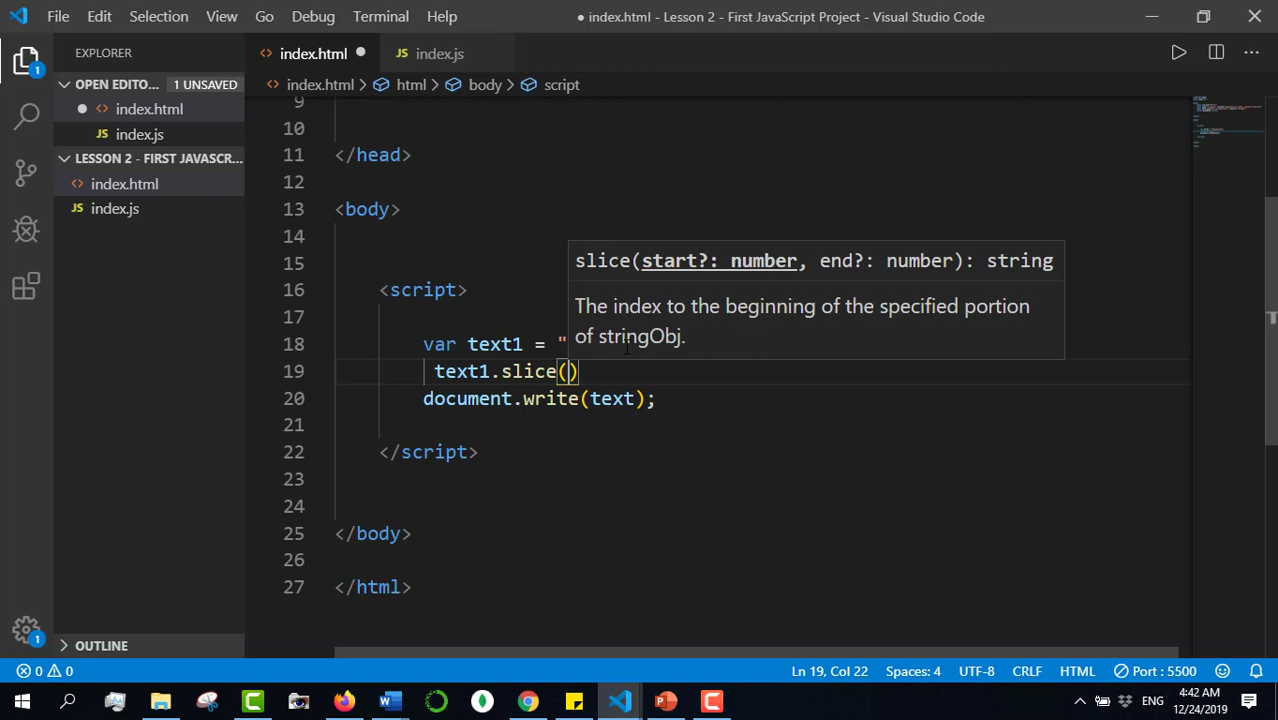 File Edit Selection View Go Debug Terminal Help
● index.html - Lesson 2 - First JavaScript Project - Visual Studio Code
EXPLORER
OPEN EDITO... 1 UNSAVED
index.html
JS index.js
LESSON 2 - FIRST JAVASCR...
index.html
JS index.js
OUTLINE
1
1
index.html
JS index.js
index.html > html > body > script
9
10
11 </head>
12
13 <body>
14
15
16 <script>
17
18 var text1 = "
19 text1.slice()
20 document.write(text);
21
22 </script>
23
24
25 </body>
26
27 </html>
slice(start?: number, end?: number): string
The index to the beginning of the specified portion
of stringObj.
0 0
Ln 19, Col 22 Spaces: 4 UTF-8 CRLF HTML Port : 5500
ENG
4:42 AM
12/24/2019